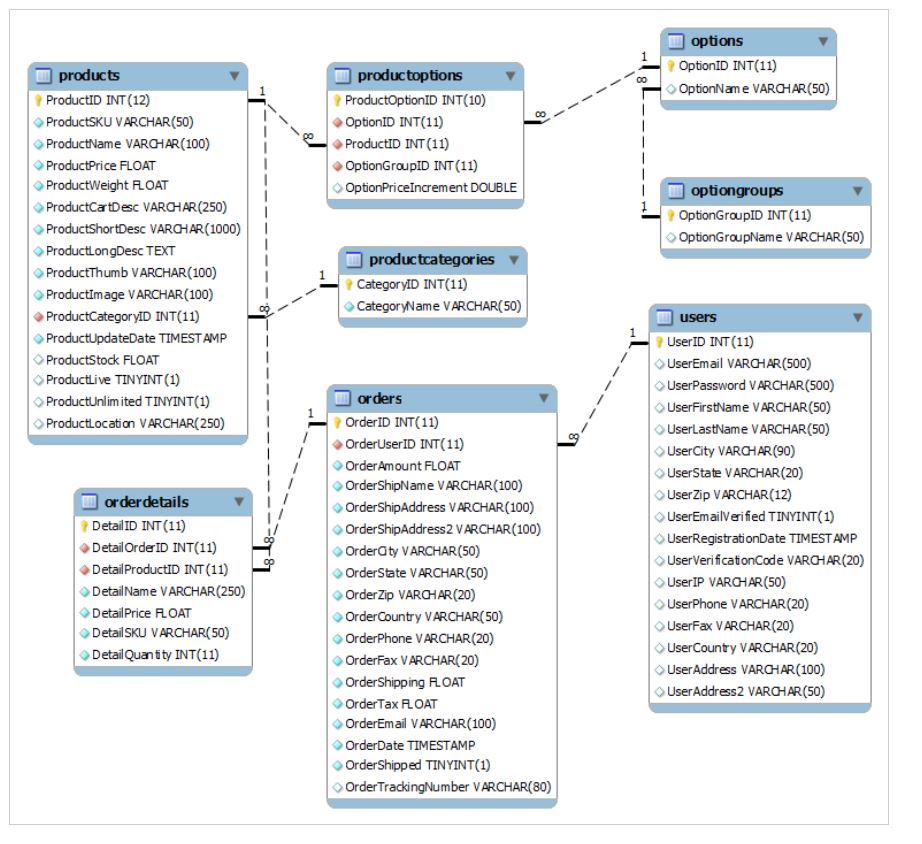 products
ProductID INT(12)
ProductSKU VARCHAR(50)
ProductName VARCHAR(100)
ProductPrice FLOAT
ProductWeight FLOAT
ProductCartDesc VARCHAR(250)
ProductShortDesc VARCHAR(1000)
ProductLongDesc TEXT
ProductThumb VARCHAR(100)
ProductImage VARCHAR(100)
ProductCategoryID INT(11)
ProductUpdateDate TIMESTAMP
ProductStock FLOAT
ProductLive TINYINT(1)
ProductUnlimited TINYINT(1)
ProductLocation VARCHAR(250)
1
∞
1
∞
productoptions
ProductOptionID INT(10)
OptionID INT(11)
ProductID INT(11)
OptionGroupID INT(11)
OptionPriceIncrement DOUBLE
∞
1
∞
options
OptionID INT(11)
OptionName VARCHAR(50)
1
optiongroups
OptionGroupID INT(11)
OptionGroupName VARCHAR(50)
productcategories
CategoryID INT(11)
CategoryName VARCHAR(50)
orderdetails
DetailID INT(11)
DetailOrderID INT(11)
DetailProductID INT(11)
DetailName VARCHAR(250)
DetailPrice FLOAT
DetailSKU VARCHAR(50)
DetailQuantity INT(11)
∞
∞
1
orders
OrderID INT(11)
OrderUserID INT(11)
OrderAmount FLOAT
OrderShipName VARCHAR(100)
OrderShipAddress VARCHAR(100)
OrderShipAddress2 VARCHAR(100)
OrderCity VARCHAR(50)
OrderState VARCHAR(50)
OrderZip VARCHAR(20)
OrderCountry VARCHAR(50)
OrderPhone VARCHAR(20)
OrderFax VARCHAR(20)
OrderShipping FLOAT
OrderTax FLOAT
OrderEmail VARCHAR(100)
OrderDate TIMESTAMP
OrderShipped TINYINT(1)
OrderTrackingNumber VARCHAR(80)
∞
1
users
UserID INT(11)
UserEmail VARCHAR(500)
UserPassword VARCHAR(500)
UserFirstName VARCHAR(50)
UserLastName VARCHAR(50)
UserCity VARCHAR(90)
UserState VARCHAR(20)
UserZip VARCHAR(12)
UserEmailVerified TINYINT(1)
UserRegistrationDate TIMESTAMP
UserVerificationCode VARCHAR(20)
UserIP VARCHAR(50)
UserPhone VARCHAR(20)
UserFax VARCHAR(20)
UserCountry VARCHAR(20)
UserAddress VARCHAR(100)
UserAddress2 VARCHAR(50)